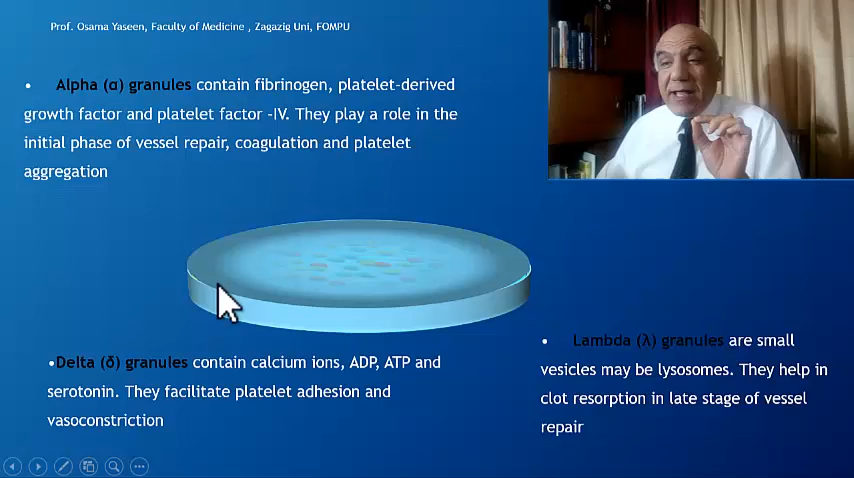 Prof. Osama Yaseen, Faculty of Medicine , Zagazig Uni, FOMPU
• Alpha (α) granules contain fibrinogen, platelet-derived
growth factor and platelet factor -IV. They play a role in the
initial phase of vessel repair, coagulation and platelet
aggregation
•Delta (δ) granules contain calcium ions, ADP, ATP and
serotonin. They facilitate platelet adhesion and
vasoconstriction
• Lambda (λ) granules are small
vesicles may be lysosomes. They help in
clot resorption in late stage of vessel
repair